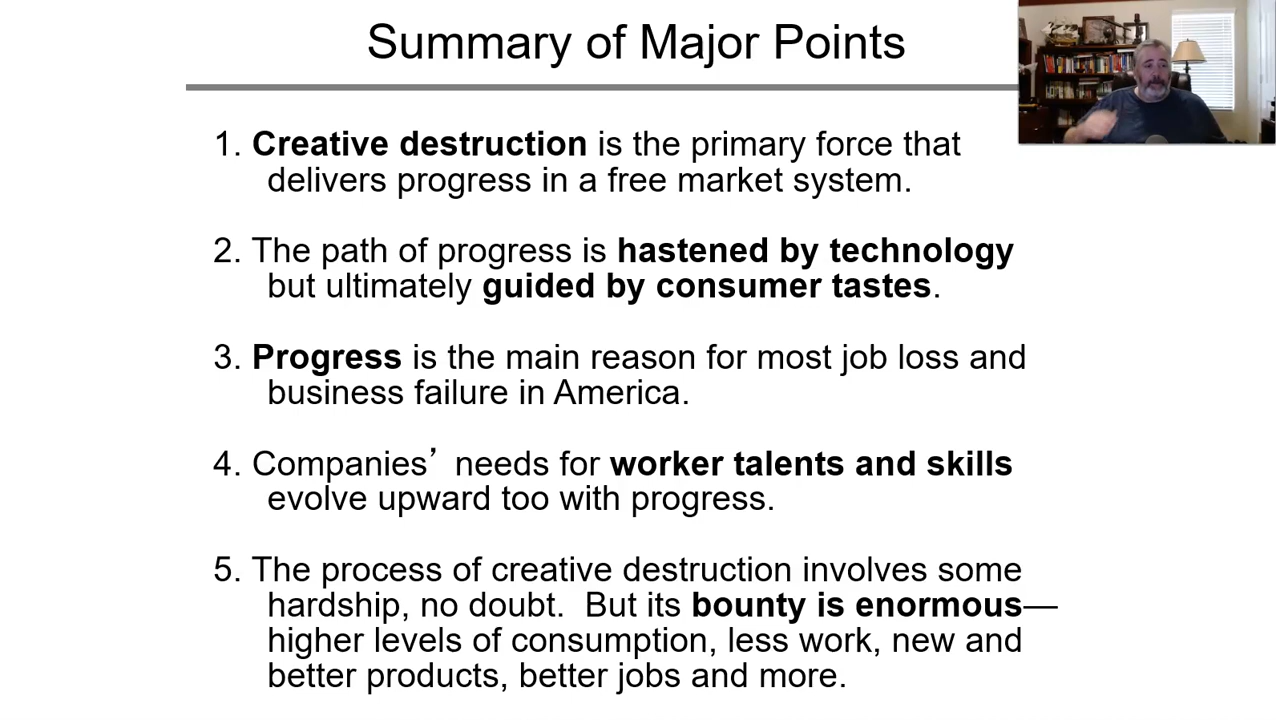 Summary of Major Points
1. Creative destruction is the primary force that
delivers progress in a free market system.
2. The path of progress is hastened by technology
but ultimately guided by consumer tastes.
3. Progress is the main reason for most job loss and
business failure in America.
4. Companies’ needs for worker talents and skills
evolve upward too with progress.
5. The process of creative destruction involves some
hardship, no doubt.  But its bounty is enormous—
higher levels of consumption, less work, new and
better products, better jobs and more.